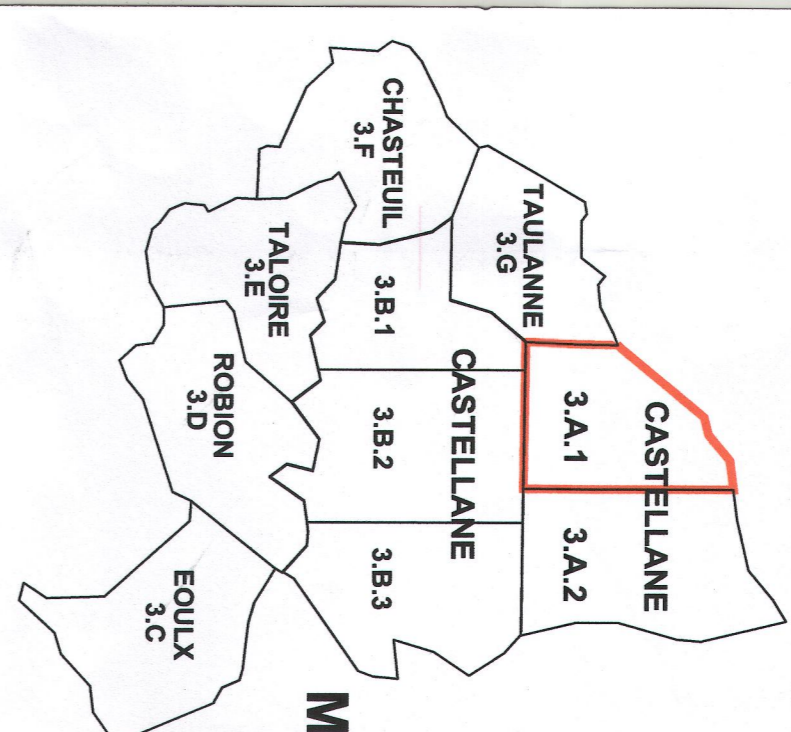 CASTELLANE
3.A.1
3.A.2
TAULANNE
3.G
CASTELLANE
CHASTEUIL
3.F
3.B.1
3.B.2
3.B.3
M
TALOIRE
3.E
ROBION
3.D
EOULX
3.C